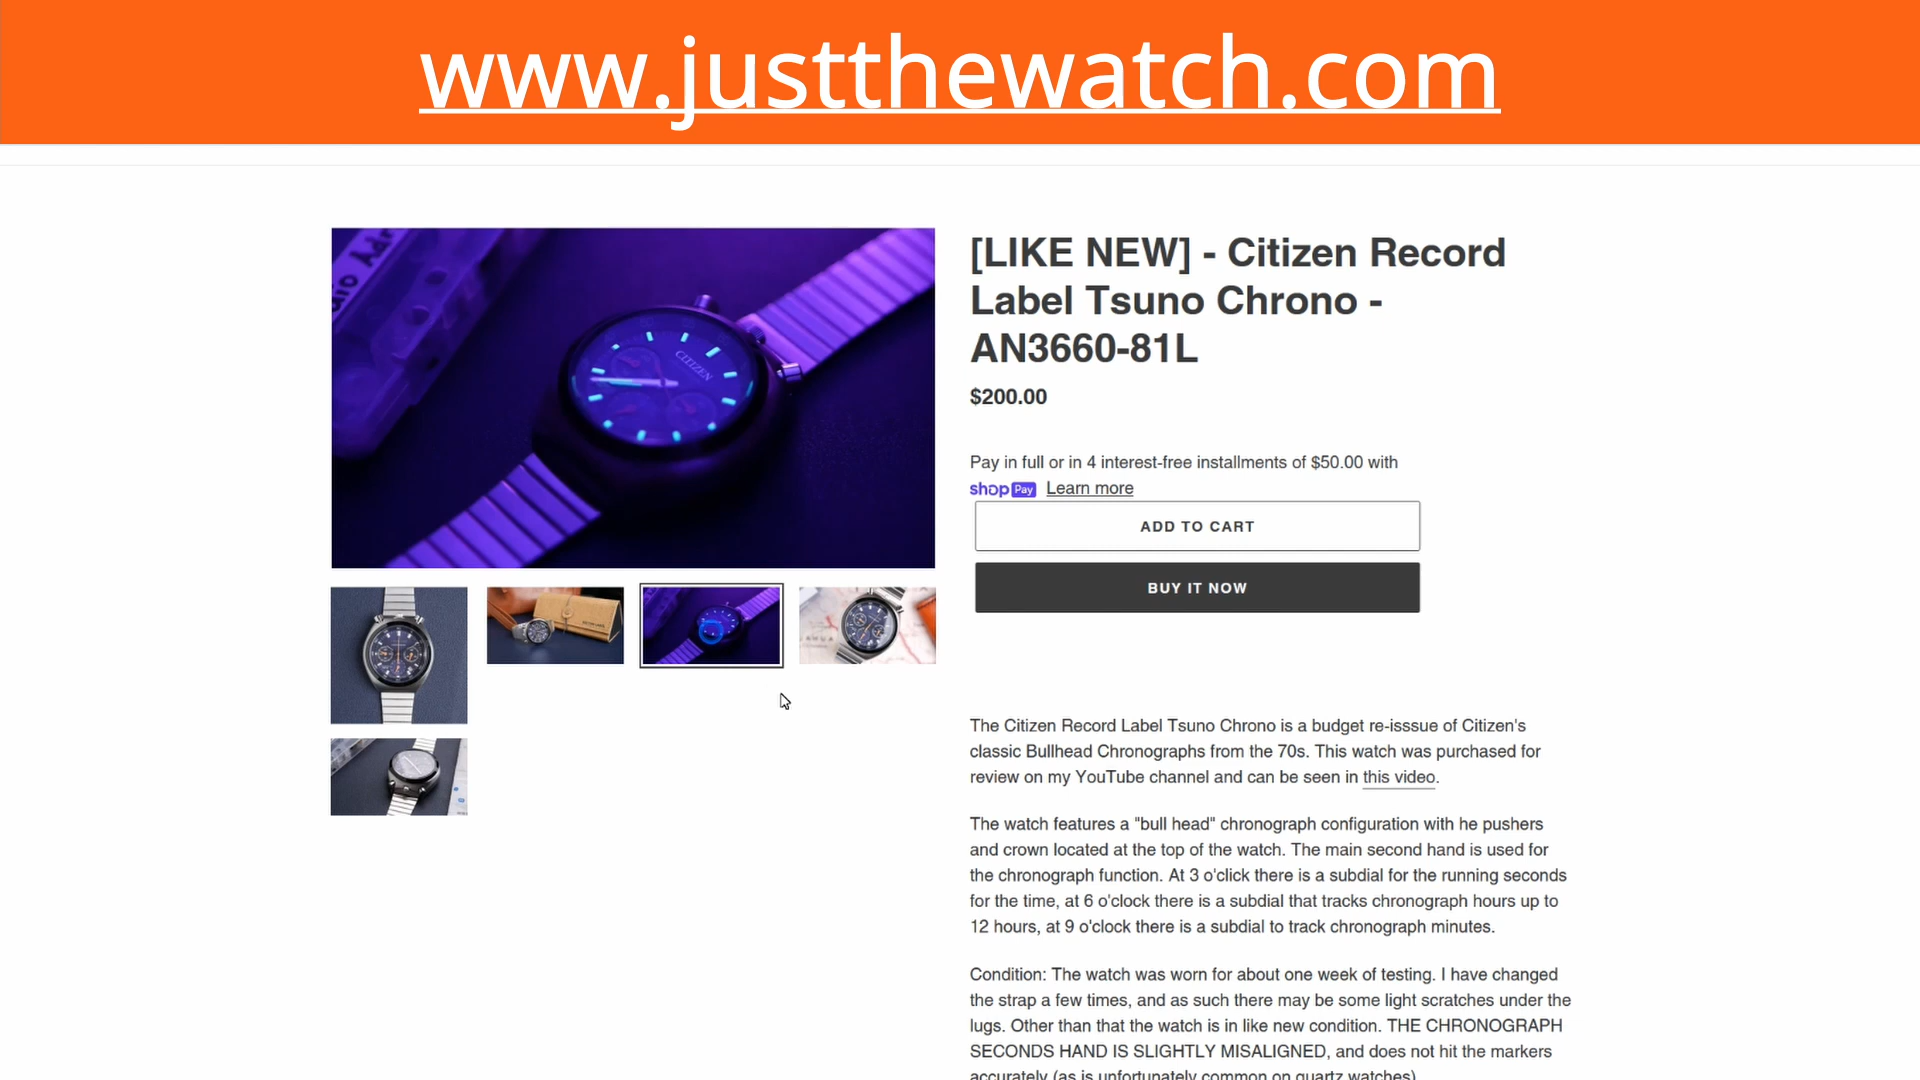 www.justthewatch.com
[LIKE NEW] - Citizen Record
Label Tsuno Chrono -
AN3660-81L
$200.00
Pay in full or in 4 interest-free installments of $50.00 with
shop Pay Learn more
ADD TO CART
BUY IT NOW
CITIZEN
The Citizen Record Label Tsuno Chrono is a budget re-isssue of Citizen's
classic Bullhead Chronographs from the 70s. This watch was purchased for
review on my YouTube channel and can be seen in this video.
The watch features a "bull head" chronograph configuration with he pushers
and crown located at the top of the watch. The main second hand is used for
the chronograph function. At 3 o'click there is a subdial for the running seconds
for the time, at 6 o'clock there is a subdial that tracks chronograph hours up to
12 hours, at 9 o'clock there is a subdial to track chronograph minutes.
Condition: The watch was worn for about one week of testing. I have changed
the strap a few times, and as such there may be some light scratches under the
lugs. Other than that the watch is in like new condition. THE CHRONOGRAPH
SECONDS HAND IS SLIGHTLY MISALIGNED, and does not hit the markers
accurately (as is unfortunately common on quartz watches)